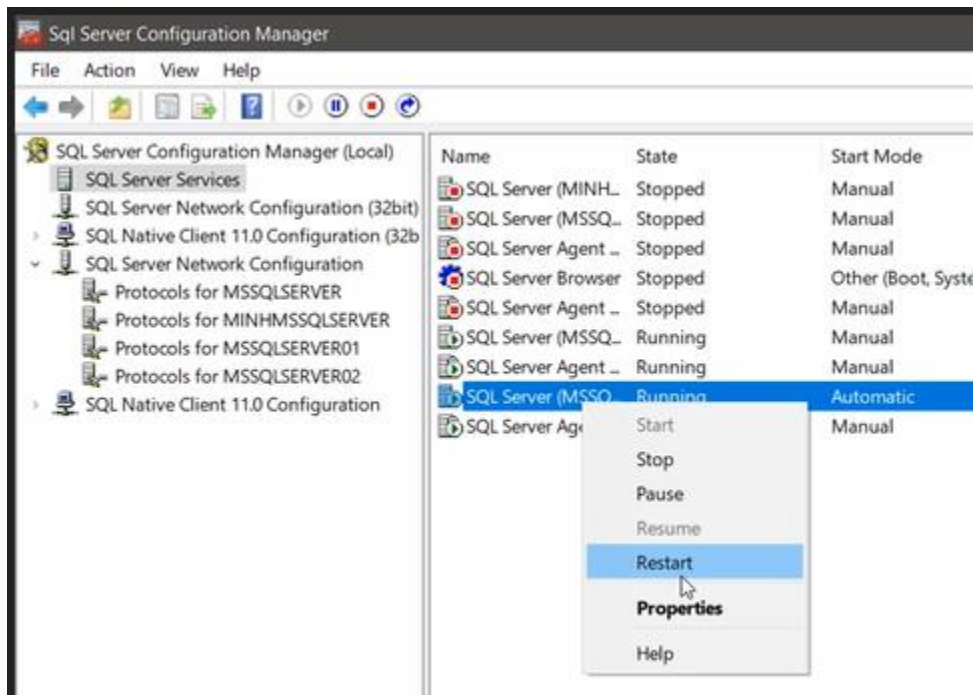 Sql Server Configuration Manager
File Action View Help
SQL Server Configuration Manager (Local)
SQL Server Services
SQL Server Network Configuration (32bit)
SQL Native Client 11.0 Configuration (32b
SQL Server Network Configuration
Protocols for MSSQLSERVER
Protocols for MINHMSSQLSERVER
Protocols for MSSQLSERVER01
Protocols for MSSQLSERVER02
SQL Native Client 11.0 Configuration
Name State Start Mode
SQL Server (MINH... Stopped Manual
SQL Server (MSSQ... Stopped Manual
SQL Server Agent ... Stopped Manual
SQL Server Browser Stopped Other (Boot, Syste
SQL Server Agent ... Stopped Manual
SQL Server (MSSQ... Running Manual
SQL Server Agent ... Running Manual
SQL Server (MSSQ... Running Automatic
SQL Server Age Manual
Start
Stop
Pause
Resume
Restart
Properties
Help